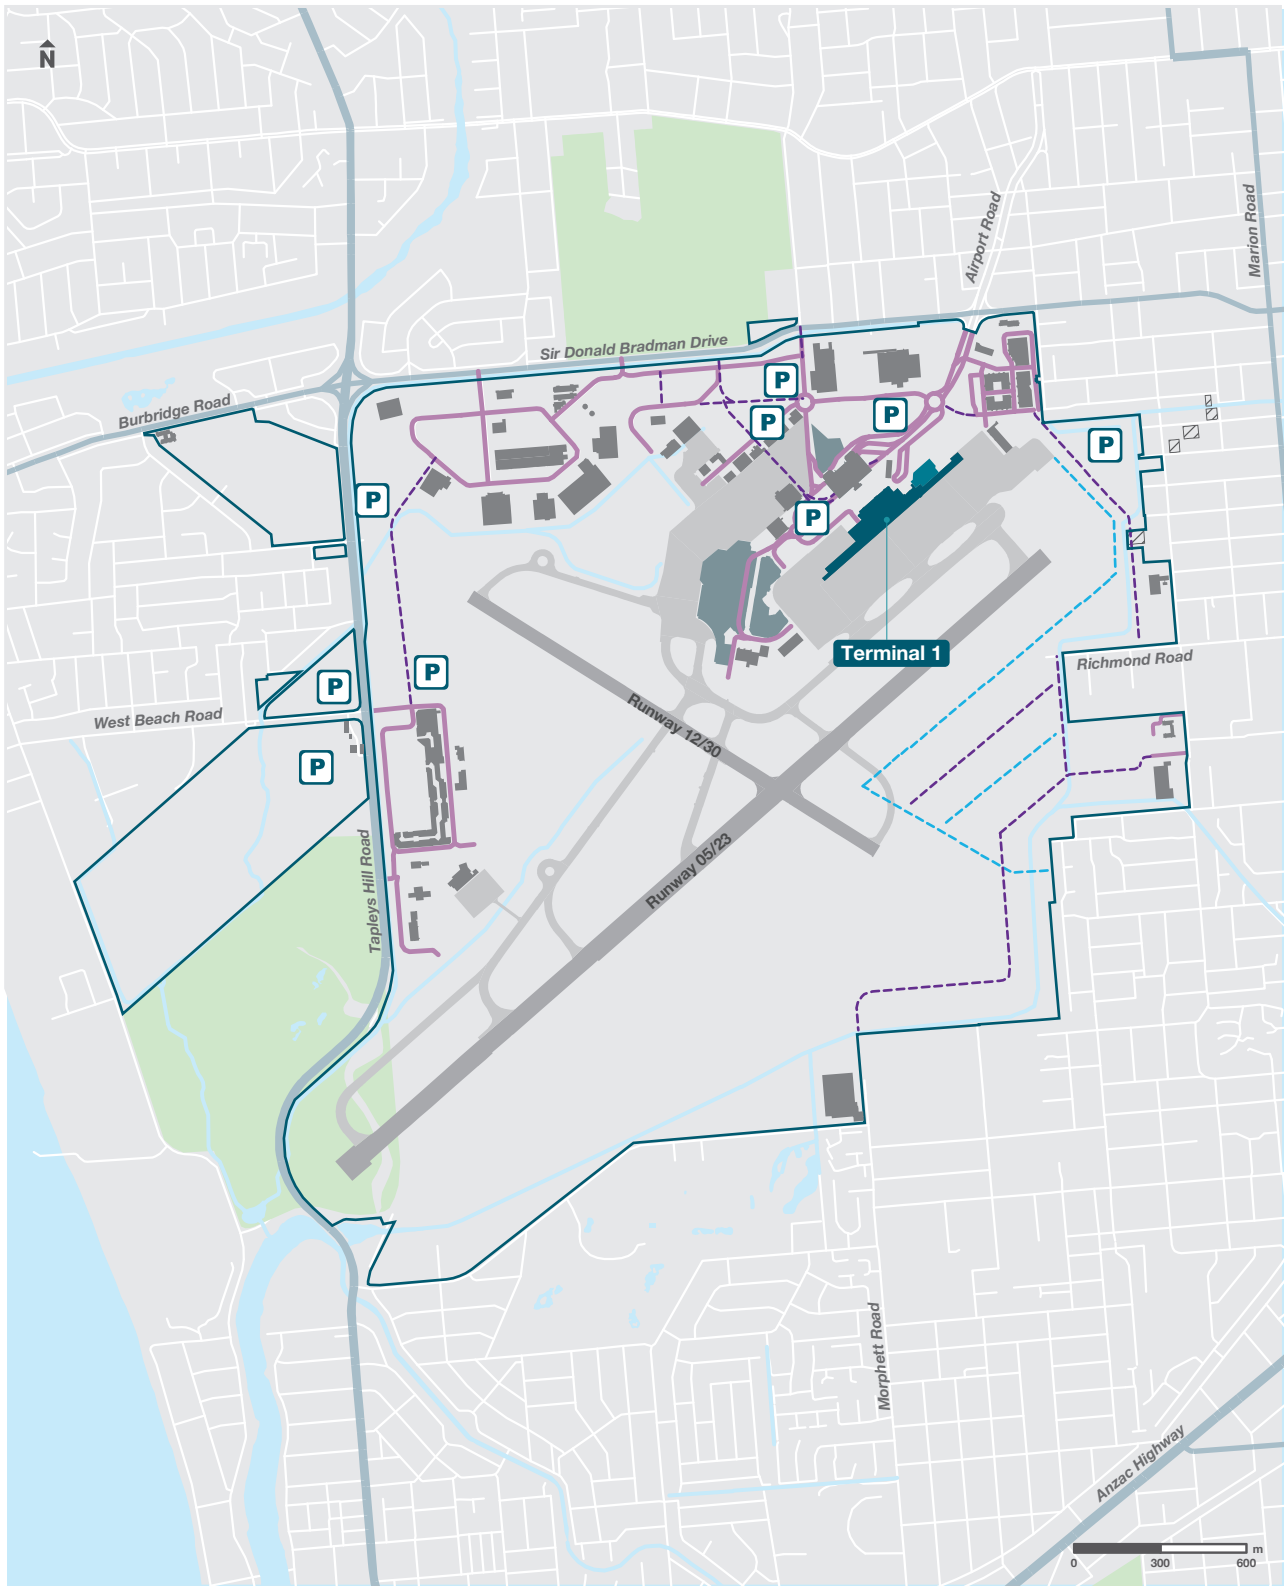 N
Marion Road
Airport Road
Sir Donald Bradman Drive
Burbridge Road
P
P
P
P
P
P
Terminal 1
Richmond Road
P
P
West Beach Road
Runway 12/30
P
Tapleys Hill Road
Runway 05/23
Morphett Road
Anzac Highway
m
0 300 600